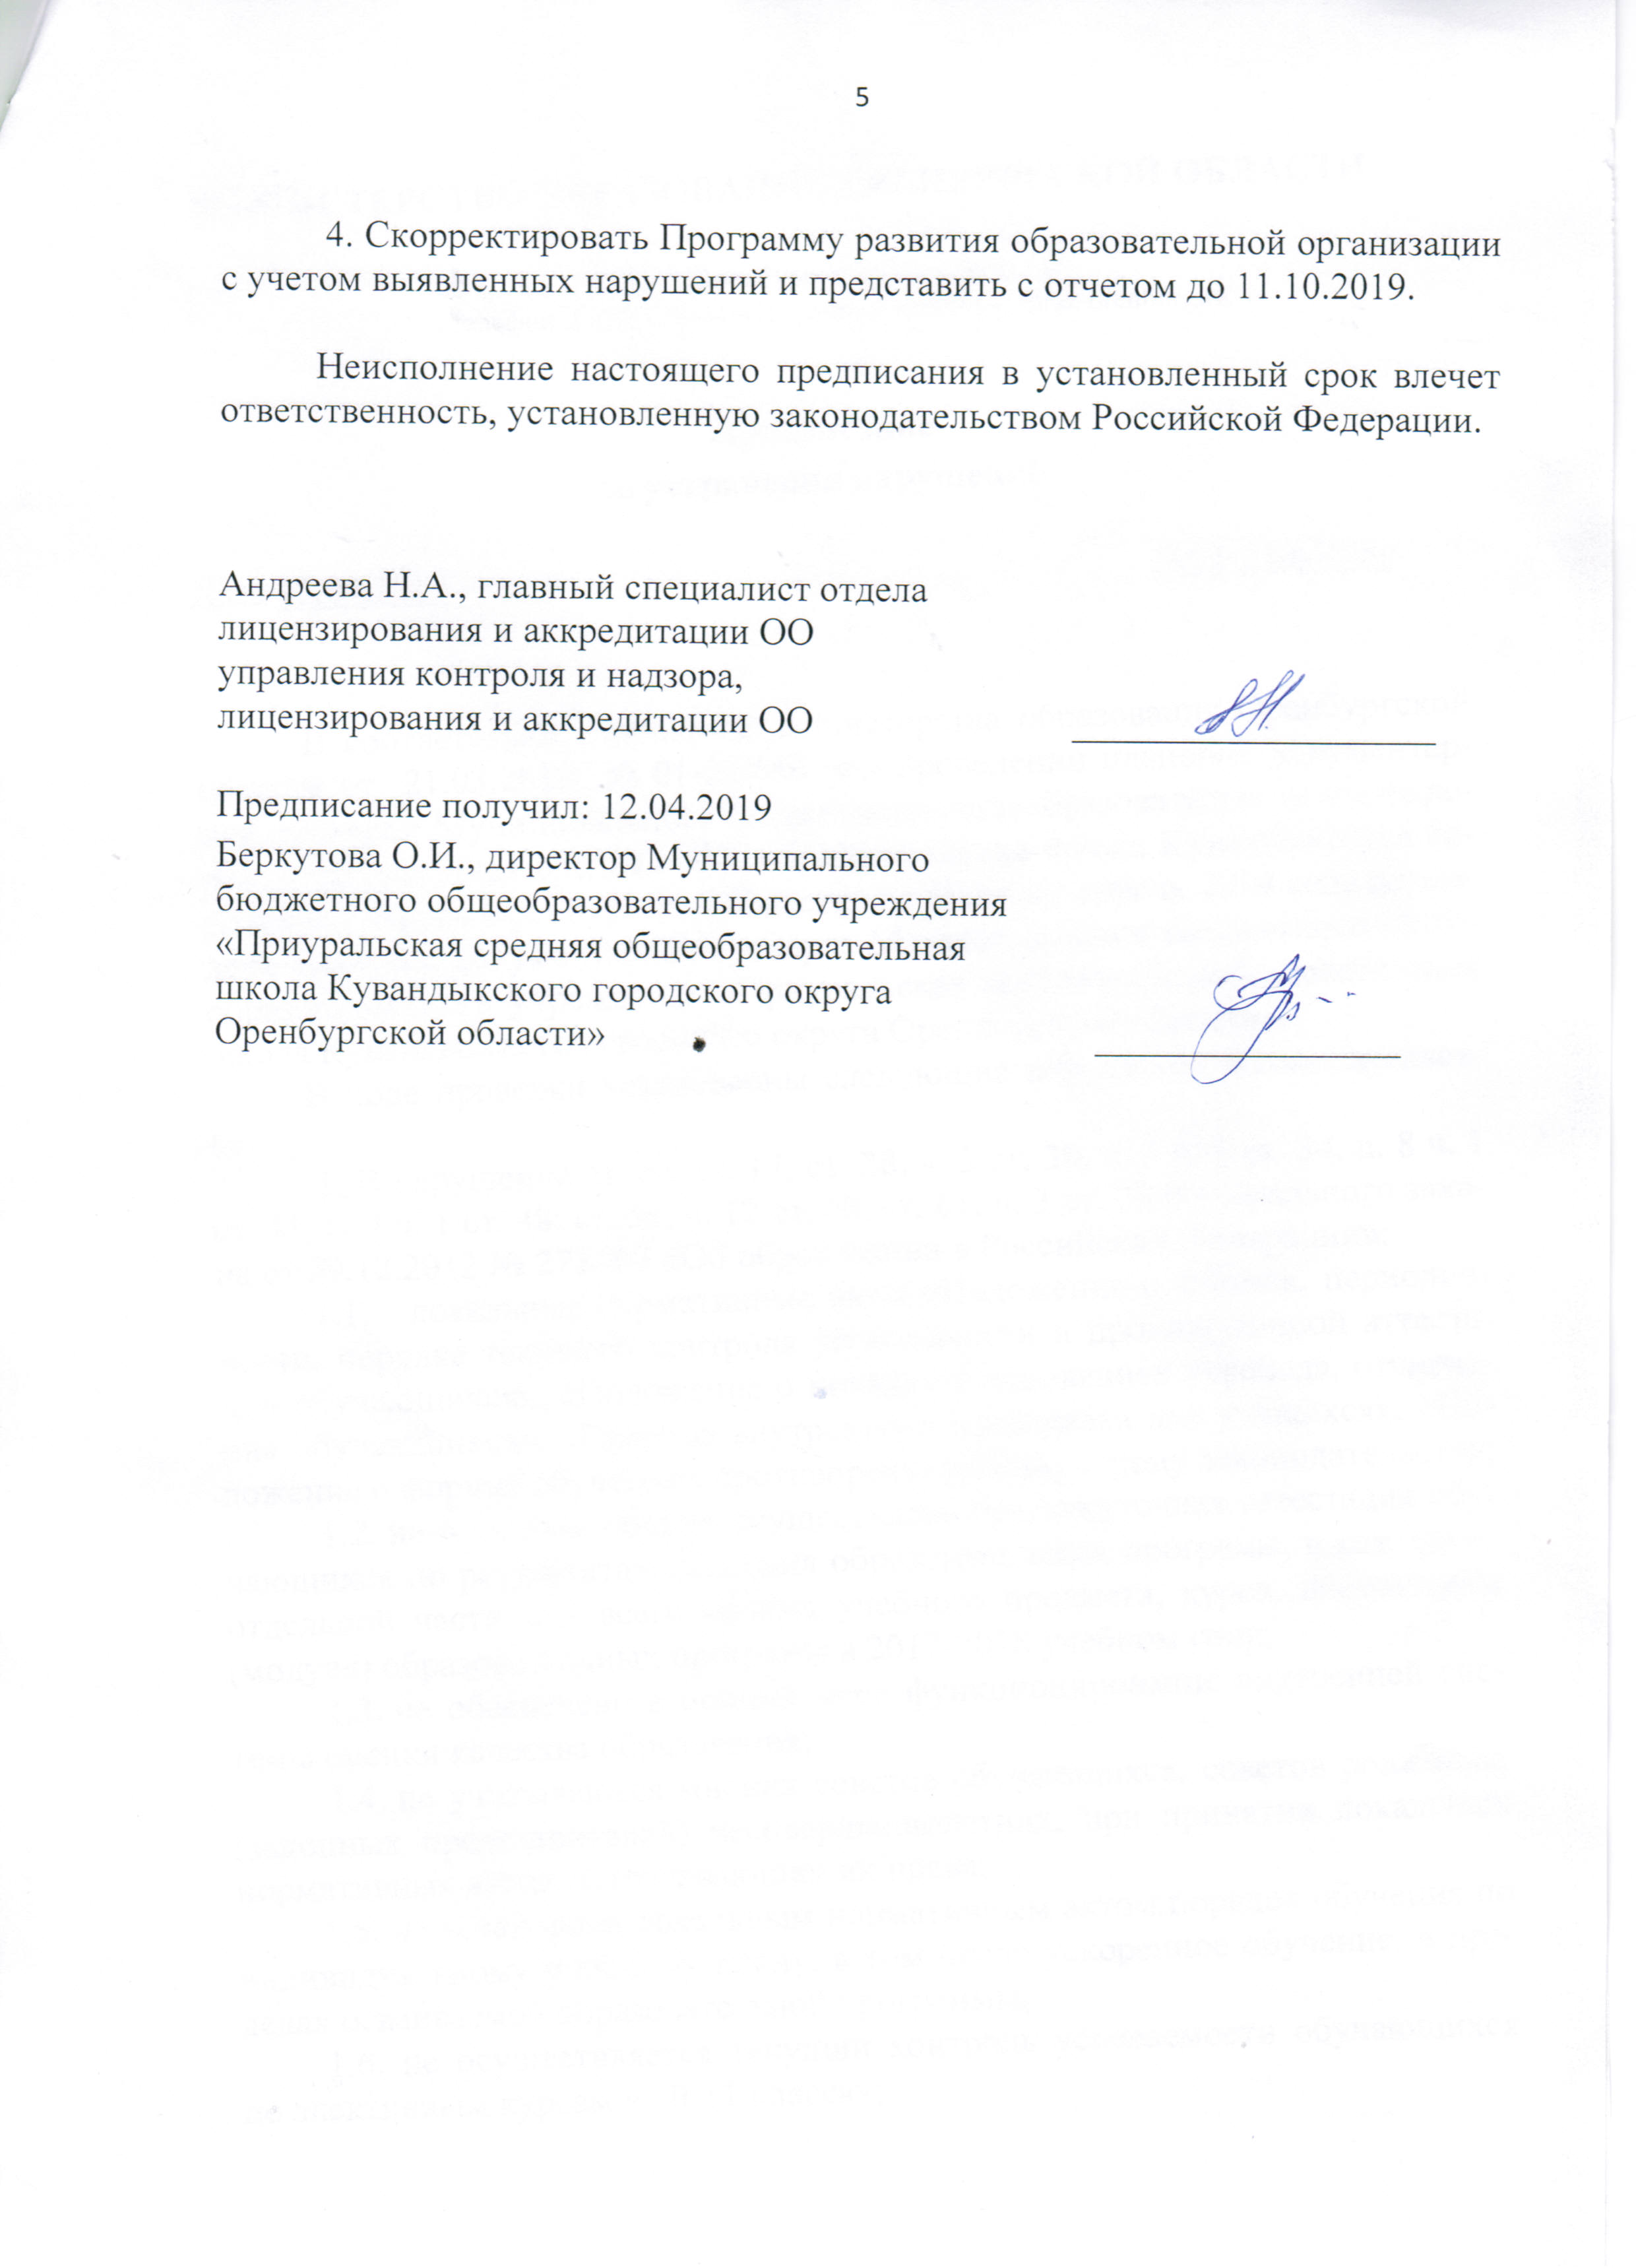 5
4. Скорректировать Программу развития образовательной организации
с учетом выявленных нарушений и представить с отчетом до 11.10.2019.
Неисполнение настоящего предписания в установленный срок влечет
ответственность, установленную законодательством Российской Федерации.
Андреева Н.А., главный специалист отдела
лицензирования и аккредитации ОО
управления контроля и надзора,
лицензирования и аккредитации ОО
Предписание получил: 12.04.2019
Беркутова О.И., директор Муниципального
бюджетного общеобразовательного учреждения
«Приуральская средняя общеобразовательная
школа Кувандыкского городского округа
Оренбургской области»